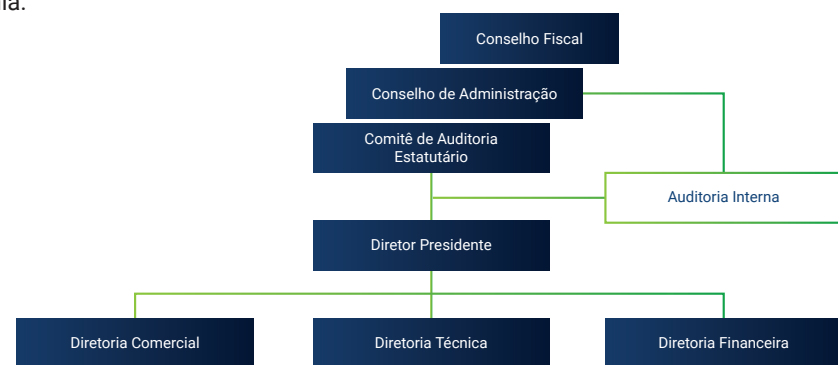 Conselho Fiscal
Conselho de Administração
Comitê de Auditoria
Estatutário
Auditoria Interna
Diretor Presidente
Diretoria Comercial
Diretoria Técnica
Diretoria Financeira